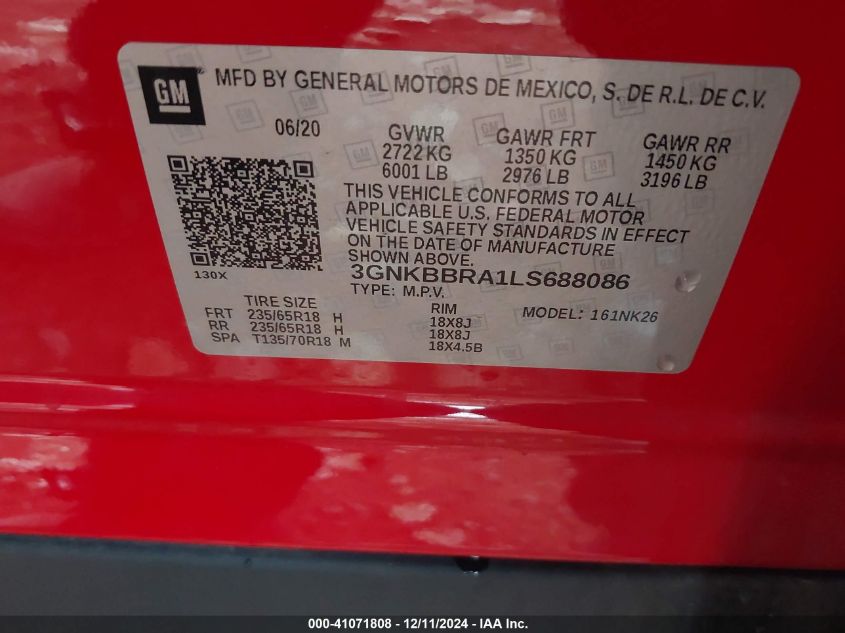 GM
MFD BY GENERAL MOTORS DE MEXICO, S. DE R.L. DE C.V.
06/20 GVWR GAWR FRT GAWR RR
2722 KG 1350 KG 1450 KG
6001 LB 2976 LB 3196 LB
THIS VEHICLE CONFORMS TO ALL
APPLICABLE U.S. FEDERAL MOTOR
VEHICLE SAFETY STANDARDS IN EFFECT
ON THE DATE OF MANUFACTURE
SHOWN ABOVE.
130X
3GNKBBRA1LS688086
TYPE: M.P.V.
TIRE SIZE RIM MODEL: 161NK26
FRT 235/65R18 H 18X8J
RR 235/65R18 H 18X8J
SPA T135/70R18 M 18X4.5B
000-41071808 - 12/11/2024 - IAA Inc.